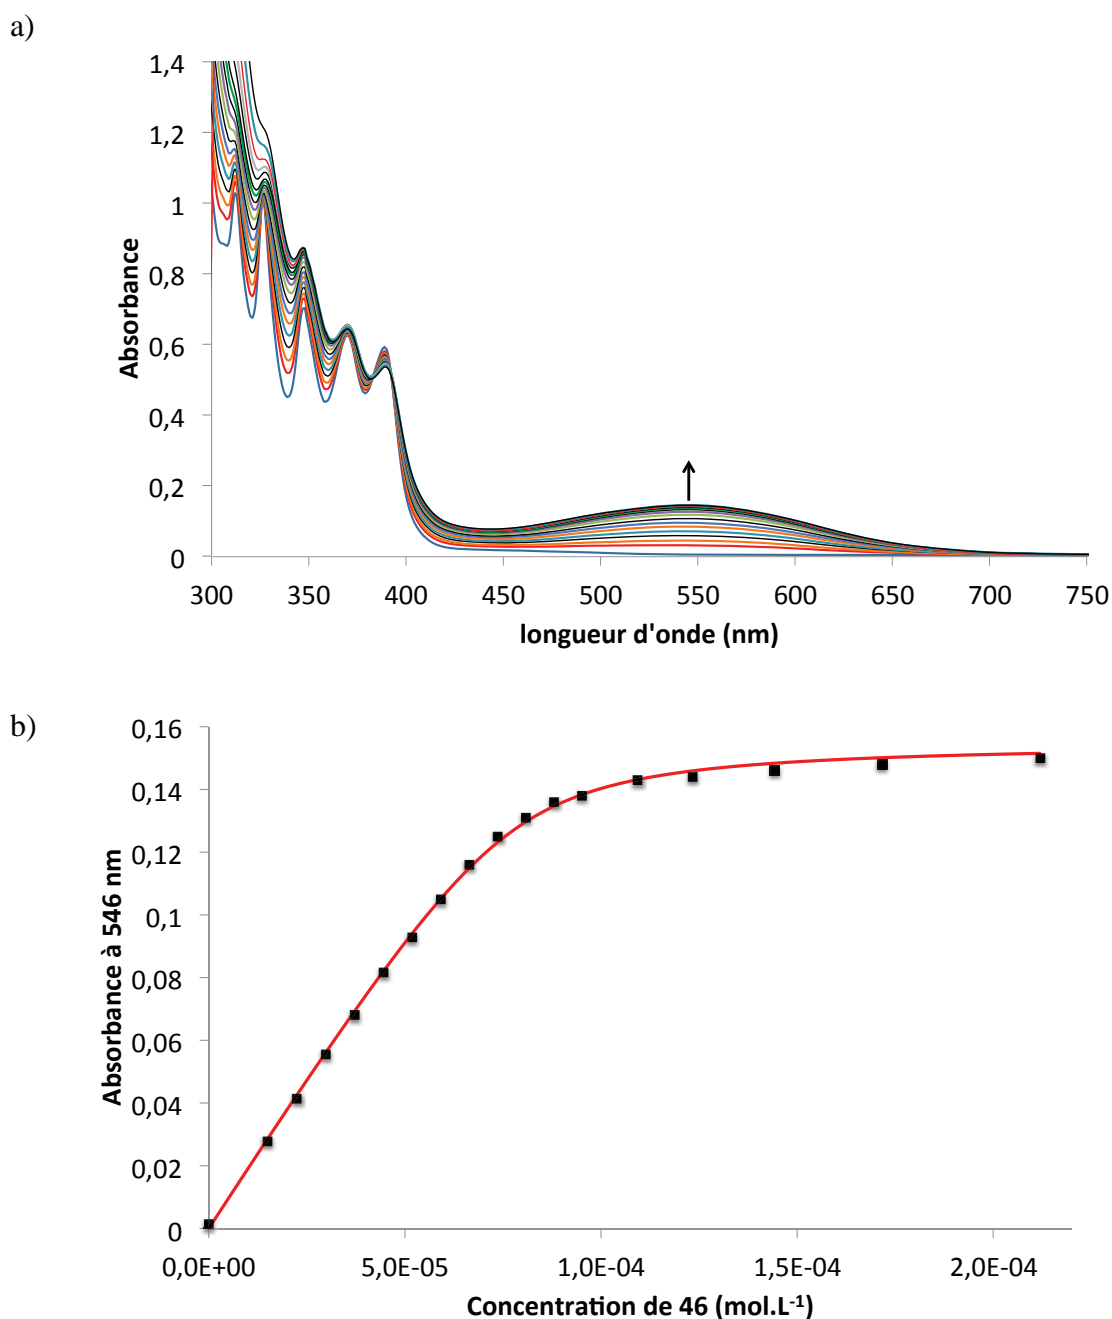 a)
1,4
1,2
1
0,8
0,6
0,4
0,2
0
Absorbance
300 350 400 450 500 550 600 650 700 750
longueur d'onde (nm)
b)
0,16
0,14
0,12
0,1
0,08
0,06
0,04
0,02
0
Absorbance à 546 nm
0,0E+00 5,0E-05 1,0E-04 1,5E-04 2,0E-04
Concentration de 46 (mol.L-1)